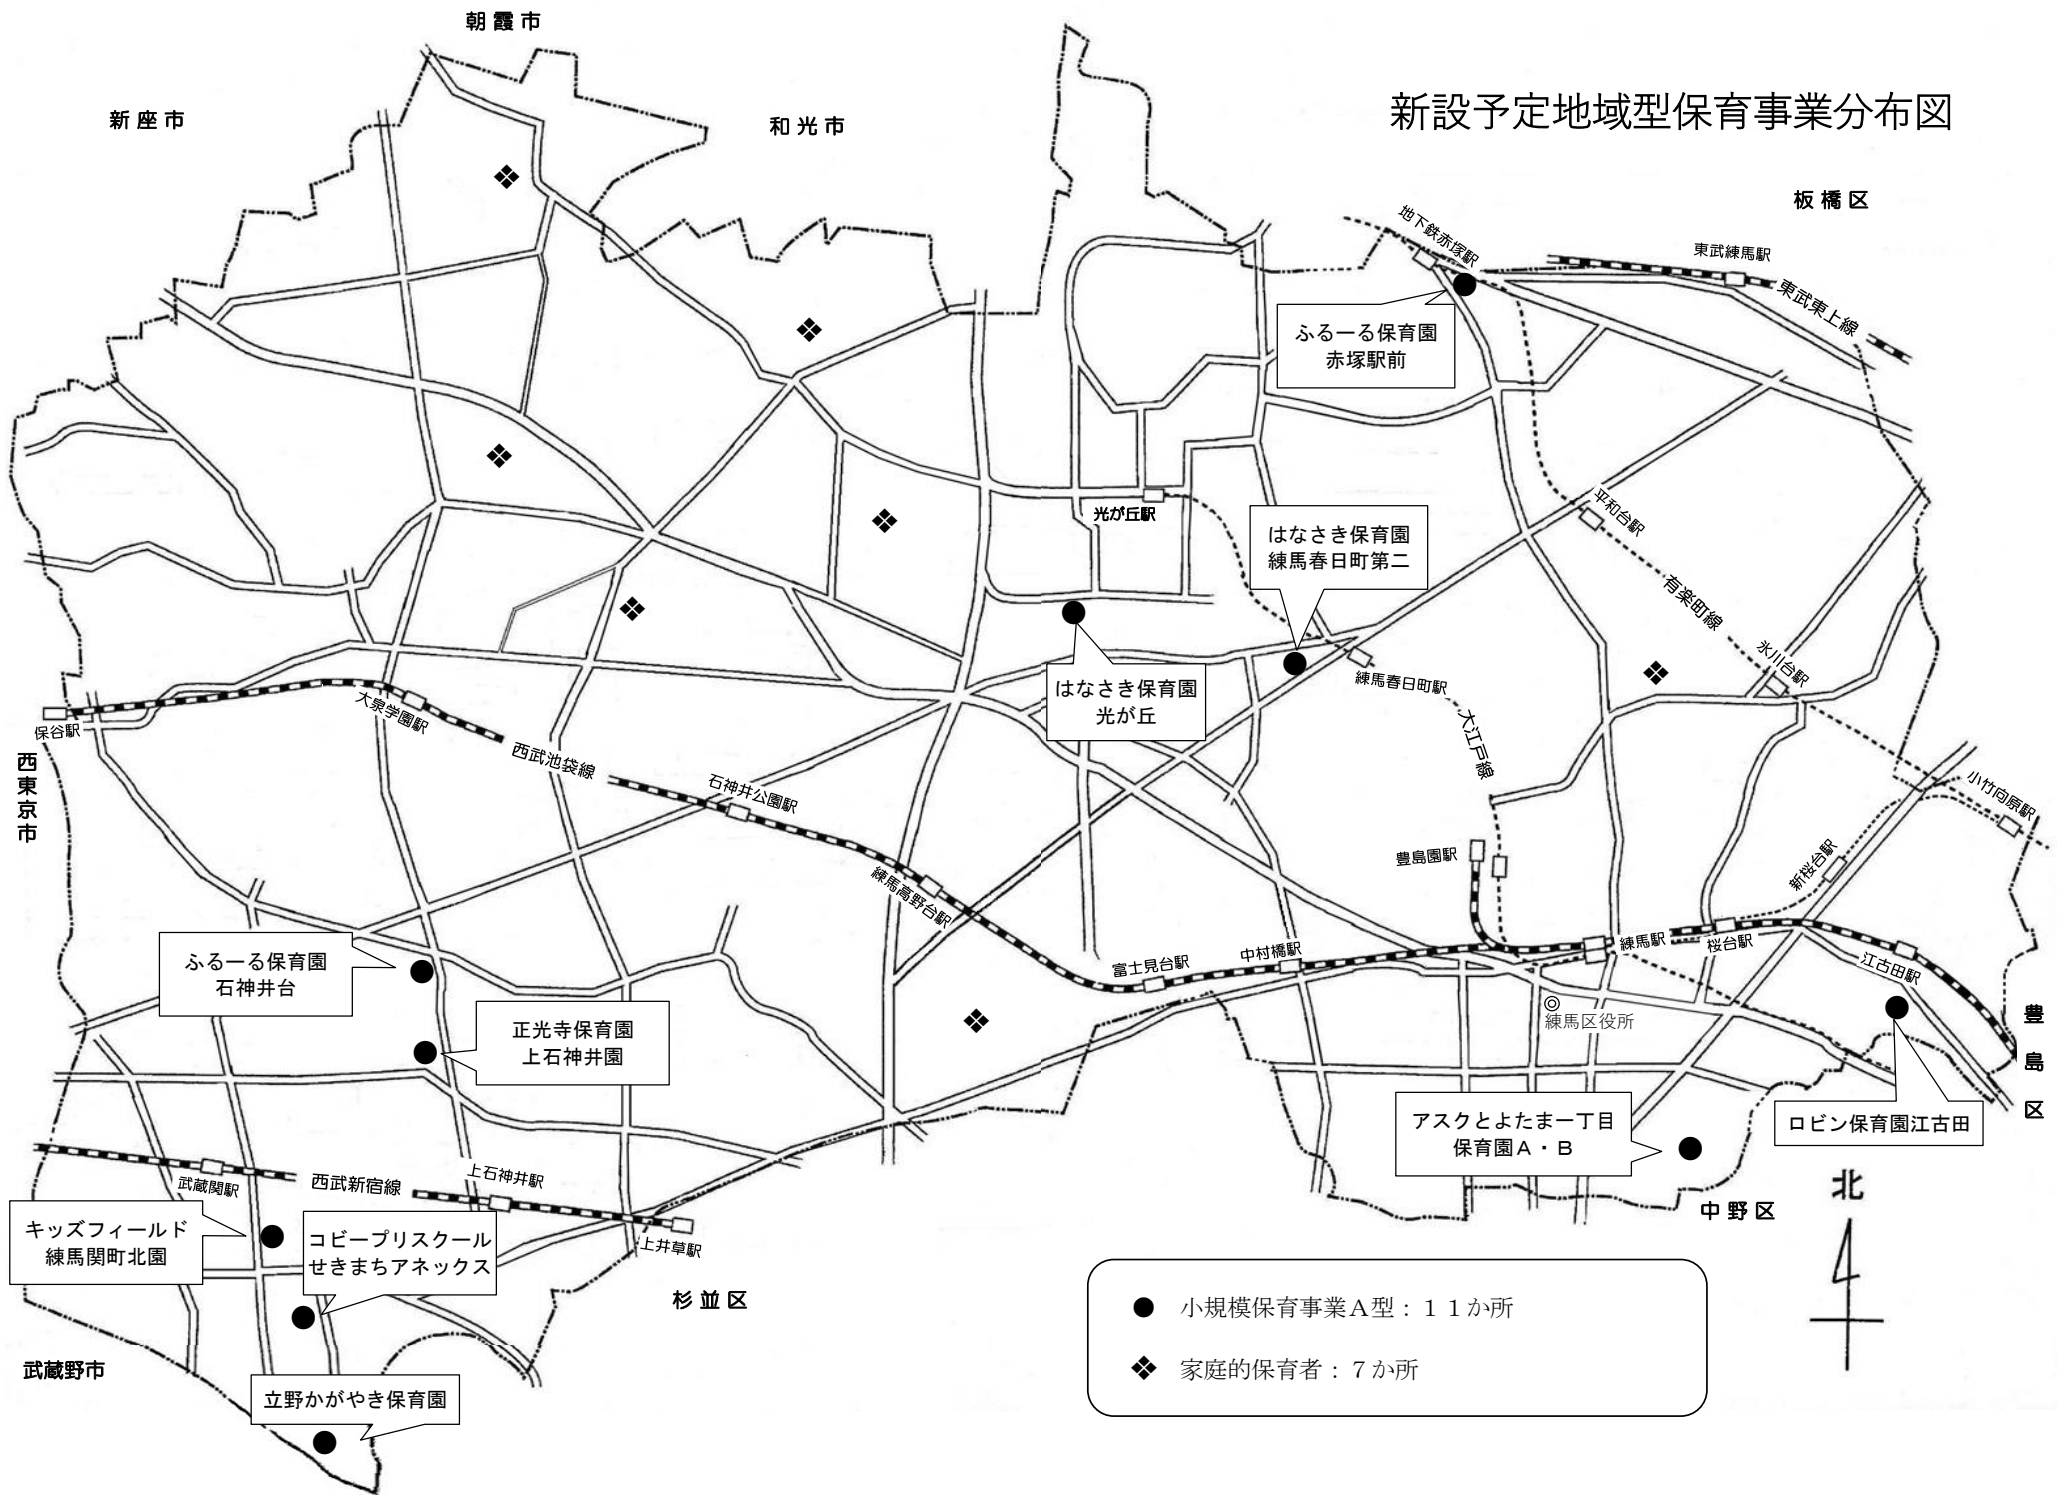 朝霞市
新座市
和光市
新設予定地域型保育事業分布図
板橋区
地下鉄赤塚駅
東武練馬駅
東武東上線
ふるーる保育園
赤塚駅前
光が丘駅
はなさき保育園
練馬春日町第二
平和台駅
有楽町線
氷川台駅
はなさき保育園
光が丘
練馬春日町駅
大江戸線
保谷駅
大泉学園駅
西武池袋線
石神井公園駅
西東京市
小竹向原駅
新桜台駅
豊島園駅
練馬高野台駅
富士見台駅
中村橋駅
練馬駅
桜台駅
江古田駅
ふるーる保育園
石神井台
正光寺保育園
上石神井園
練馬区役所
豊島区
アスクとよたま一丁目
保育園A・B
ロビン保育園江古田
武蔵関駅
西武新宿線
上石神井駅
上井草駅
キッズフィールド
練馬関町北園
コビープリスクール
せきまちアネックス
中野区
北
杉並区
武蔵野市
立野かがやき保育園
● 小規模保育事業A型:11か所
❖ 家庭的保育者:7か所